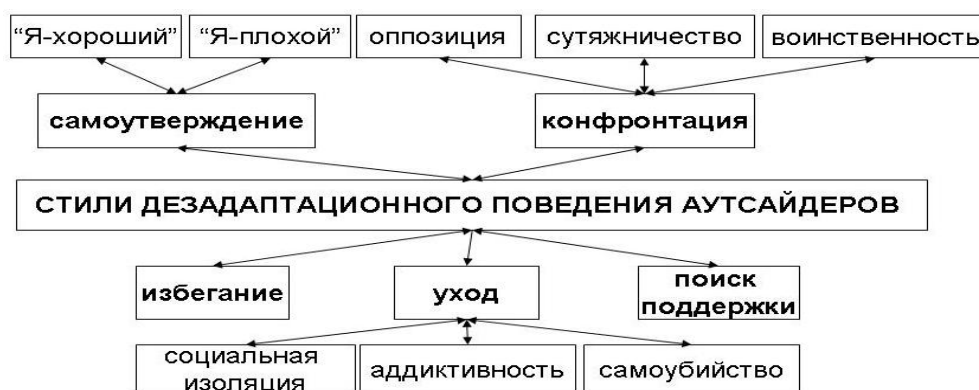 “Я-хороший” “Я-плохой” оппозиция сутяжничество воинственность
самоутверждение конфронтация
СТИЛИ ДЕЗАДАПТАЦИОННОГО ПОВЕДЕНИЯ АУТСАЙДЕРОВ
избегание уход поиск
поддержки
социальная
изоляция
аддиктивность самоубийство